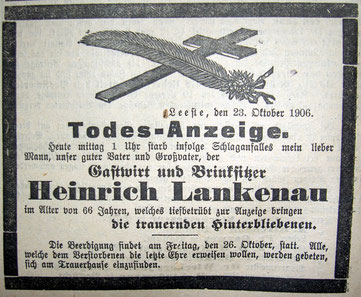 Leeste, den 23. Oktober 1906.
Todes-Anzeige.
Heute mittag 1 Uhr starb infolge Schlaganfalles mein lieber
Mann, unser guter Vater und Großvater, der
Gastwirt und Brinksitzer
Heinrich Lankenau
im Alter von 66 Jahren, welches tiefbetrübt zur Anzeige bringen
die trauernden Hinterbliebenen.
Die Beerdigung findet am Freitag, den 26. Oktober, statt. Alle,
welche dem Verstorbenen die letzte Ehre erweisen wollen, werden gebeten,
sich am Trauerhause einzufinden.